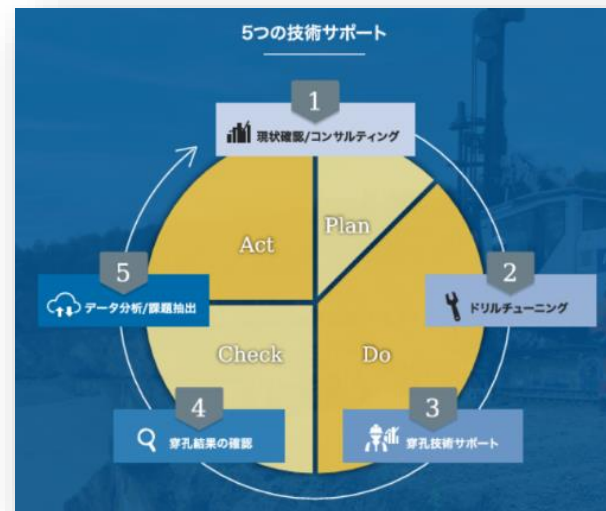 5つの技術サポート
1
現状確認/コンサルティング
Plan
Act
2
ドリルチューニング
5
データ分析/課題抽出
Check
Do
3
穿孔技術サポート
4
穿孔結果の確認